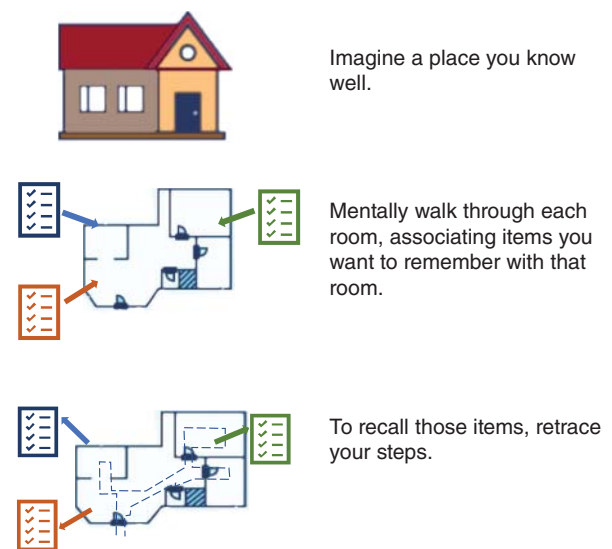 Imagine a place you know
well.
Mentally walk through each
room, associating items you
want to remember with that
room.
To recall those items, retrace
your steps.